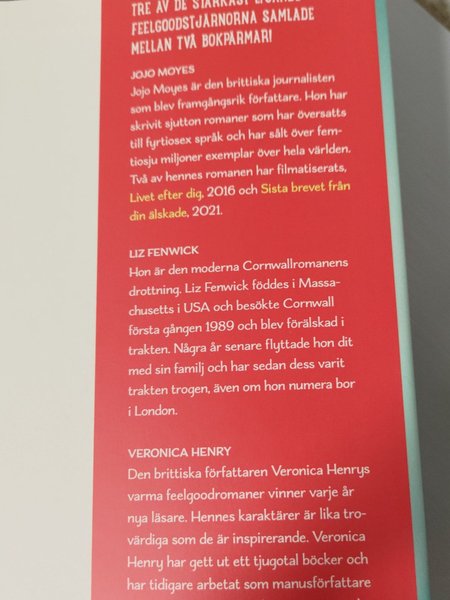 TRE AV DE STARKAST LYSANDE
FEELGOODSTJÄRNORNA SAMLADE
MELLAN TVÅ BOKPÄRMAR!
JOJO MOYES
Jojo Moyes är den brittiska journalisten
som blev framgångsrik författare. Hon har
skrivit sjutton romaner som har översatts
till fyrtiosex språk och har sålt över fem-
tiosju miljoner exemplar över hela världen.
Två av hennes romanen har filmatiserats,
Livet efter dig, 2016 och Sista brevet från
din älskade, 2021.
LIZ FENWICK
Hon är den moderna Cornwallromanens
drottning. Liz Fenwick föddes i Massa-
chusetts i USA och besökte Cornwall
första gången 1989 och blev förälskad i
trakten. Några år senare flyttade hon dit
med sin familj och har sedan dess varit
trakten trogen, även om hon numera bor
i London.
VERONICA HENRY
Den brittiska författaren Veronica Henrys
varma feelgoodromaner vinner varje år
nya läsare. Hennes karaktärer är lika tro-
värdiga som de är inspirerande. Veronica
Henry har gett ut ett tjugotal böcker och
har tidigare arbetat som manusförfattare